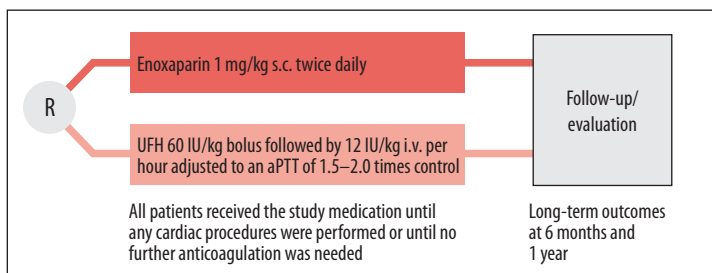 R
Enoxaparin 1 mg/kg s.c. twice daily
UFH 60 IU/kg bolus followed by 12 IU/kg i.v. per
hour adjusted to an aPTT of 1.5–2.0 times control
Follow-up/
evaluation
All patients received the study medication until
any cardiac procedures were performed or until no
further anticoagulation was needed
Long-term outcomes
at 6 months and
1 year